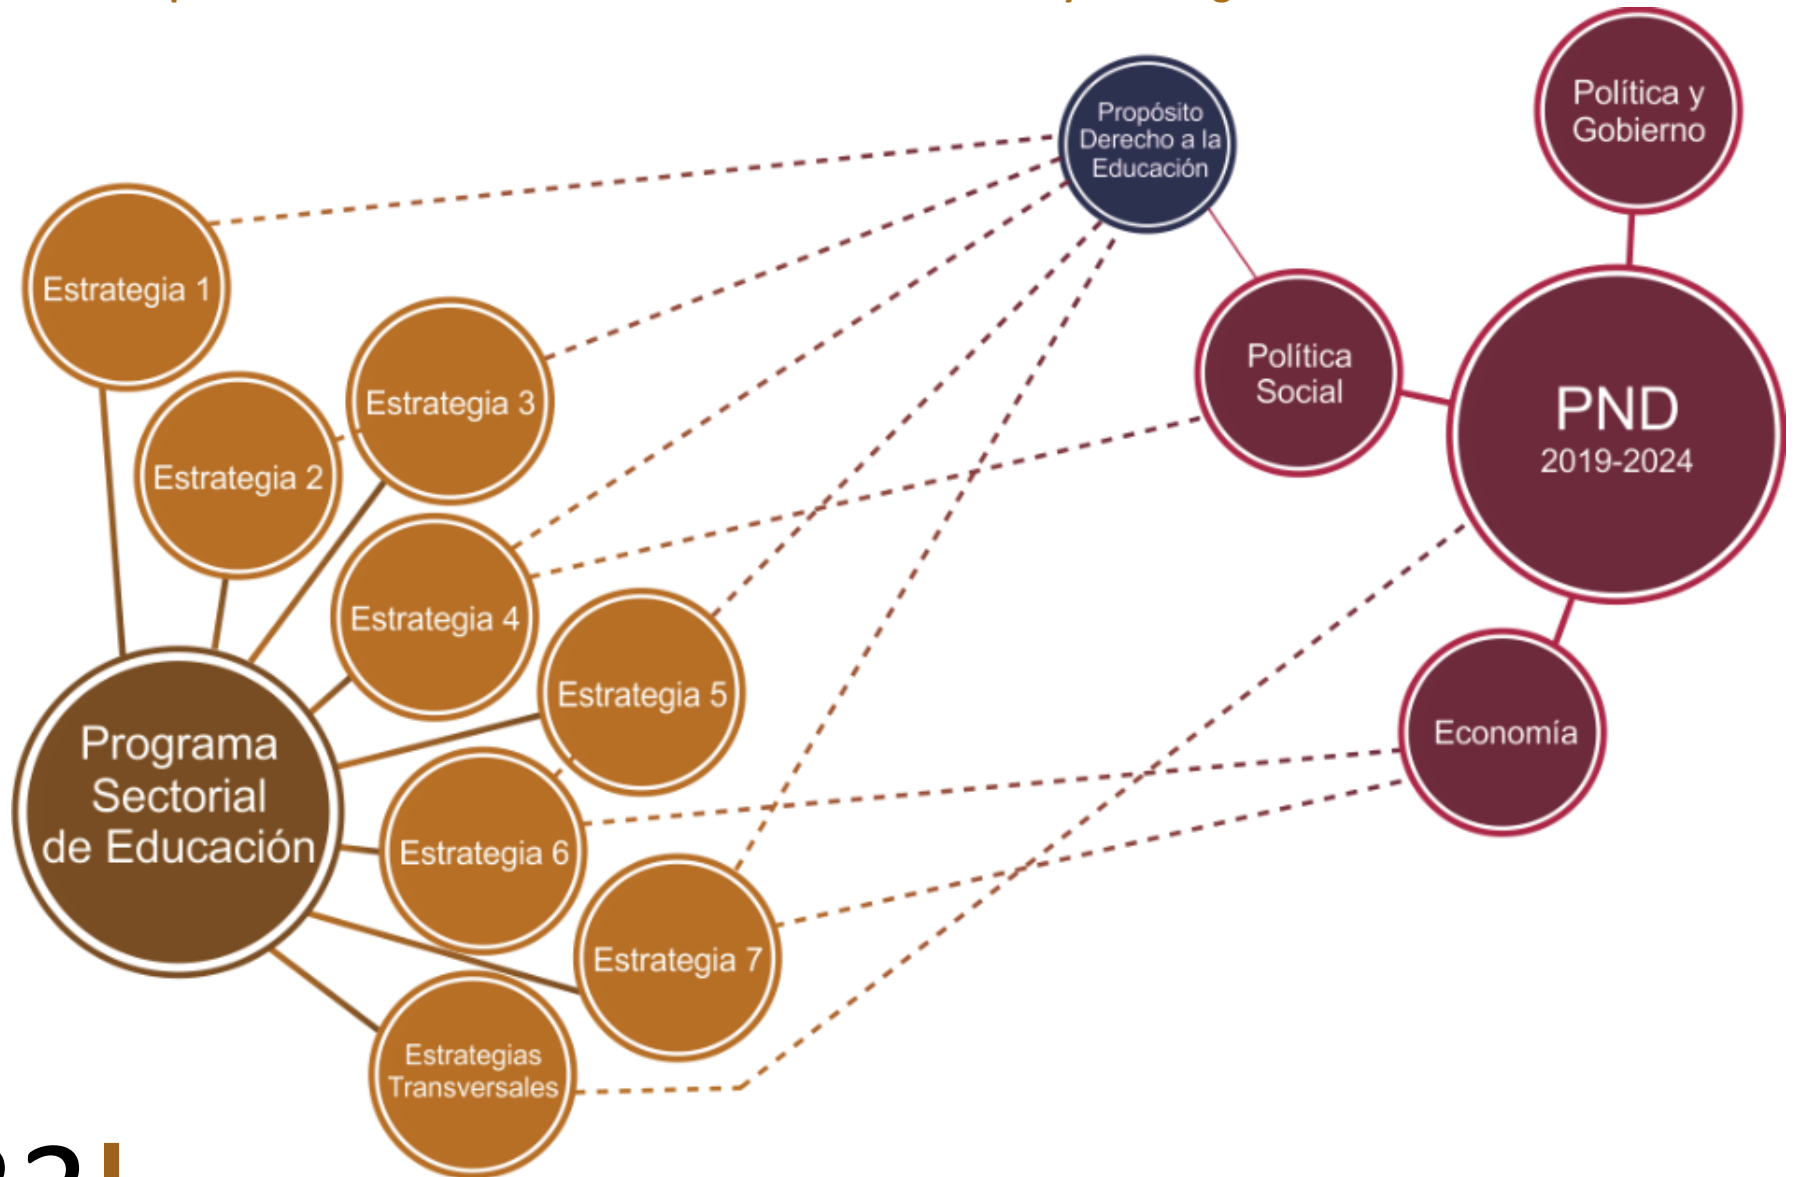 Propósito
Derecho a la
Educación
Política y
Gobierno
Estrategia 1
Política
Social
Estrategia 3
PND
2019-2024
Estrategia 2
Estrategia 4
Estrategia 5
Economía
Programa
Sectorial
de Educación
Estrategia 6
Estrategia 7
Estrategias
Transversales